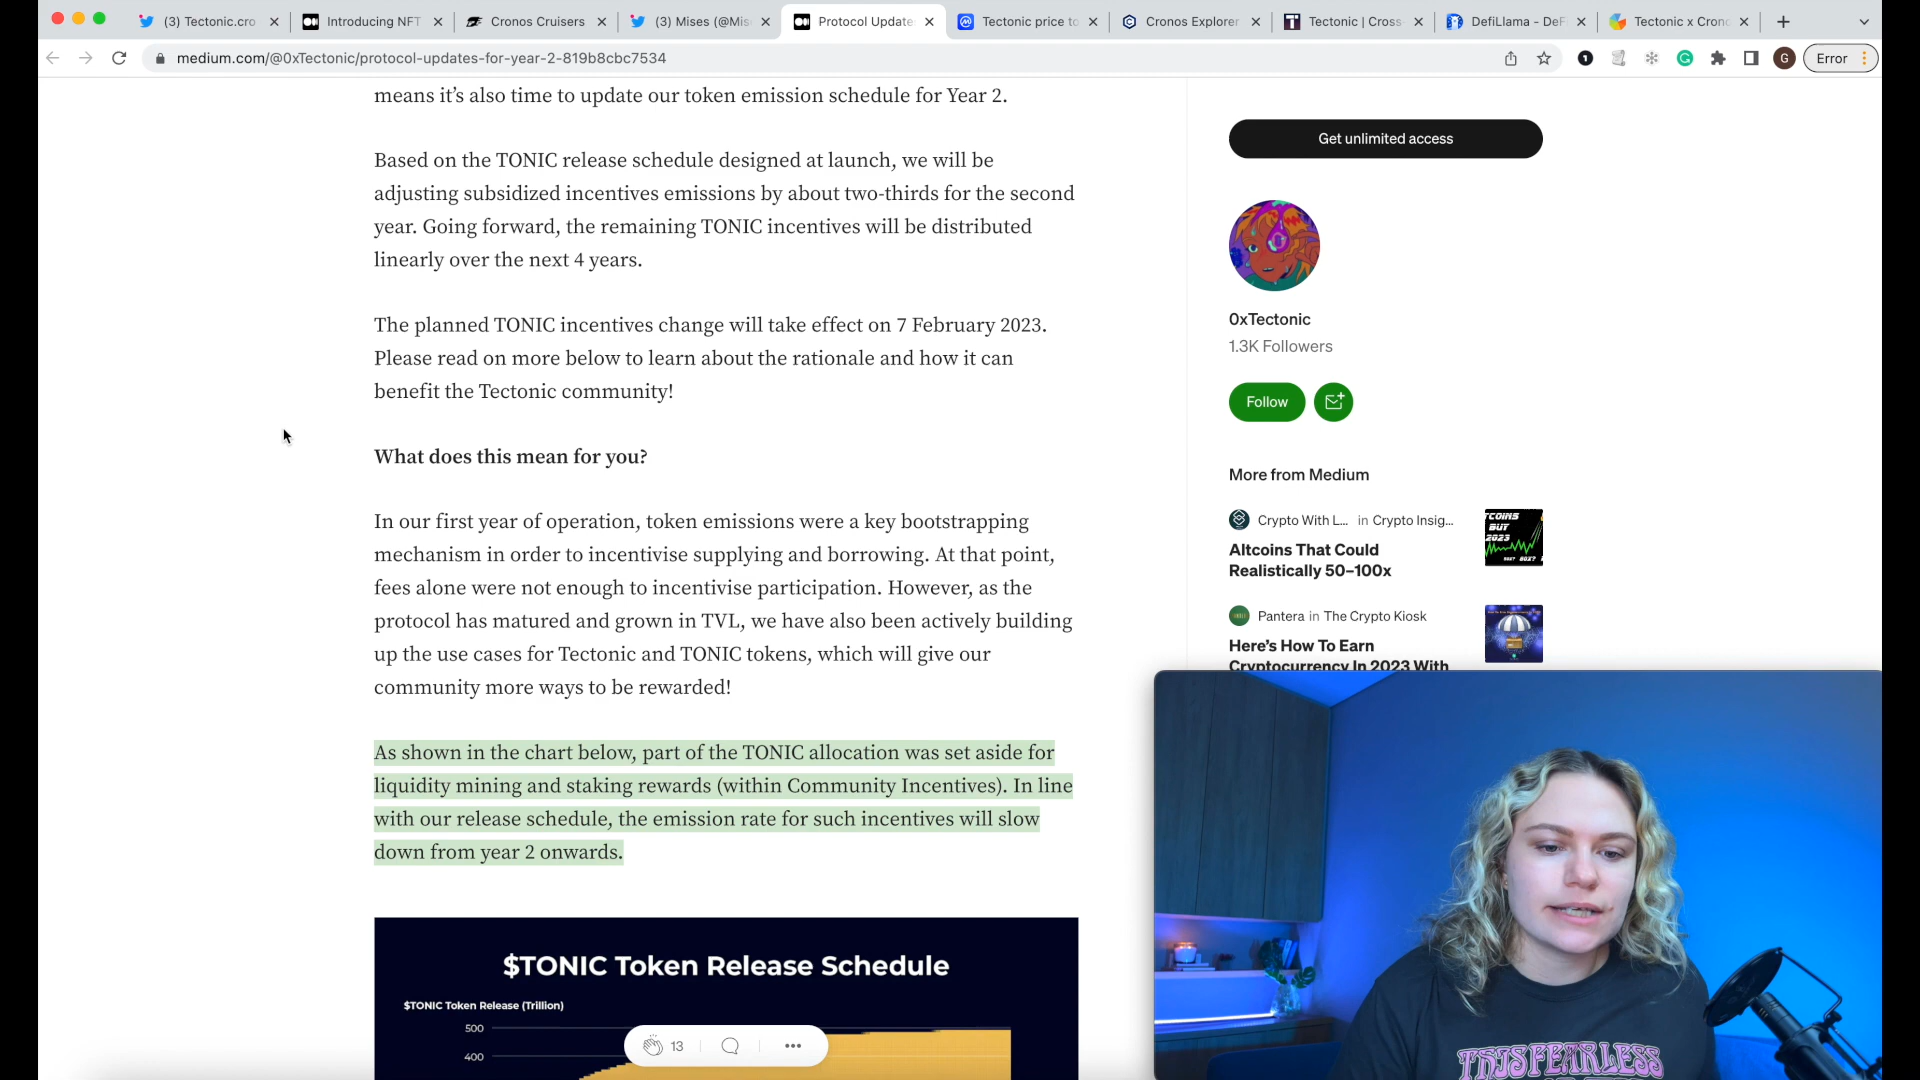 (3) Tectonic.cro
Introducing NFT
Cronos Cruisers
(3) Mises (@Mis
Protocol Update
Tectonic price to
Cronos Explorer
Tectonic | Cross
DefiLlama - DeF
Tectonic x Cron
medium.com/@0xTectonic/protocol-updates-for-year-2-819b8cbc7534
G
Error
means it’s also time to update our token emission schedule for Year 2.
Based on the TONIC release schedule designed at launch, we will be
adjusting subsidized incentives emissions by about two-thirds for the second
year. Going forward, the remaining TONIC incentives will be distributed
linearly over the next 4 years.
The planned TONIC incentives change will take effect on 7 February 2023.
Please read on more below to learn about the rationale and how it can
benefit the Tectonic community!
What does this mean for you?
In our first year of operation, token emissions were a key bootstrapping
mechanism in order to incentivise supplying and borrowing. At that point,
fees alone were not enough to incentivise participation. However, as the
protocol has matured and grown in TVL, we have also been actively building
up the use cases for Tectonic and TONIC tokens, which will give our
community more ways to be rewarded!
As shown in the chart below, part of the TONIC allocation was set aside for
liquidity mining and staking rewards (within Community Incentives). In line
with our release schedule, the emission rate for such incentives will slow
down from year 2 onwards.
$TONIC Token Release Schedule
$TONIC Token Release (Trillion)
500
400
13
Get unlimited access
0xTectonic
1.3K Followers
Follow
More from Medium
Crypto With L... in Crypto Insig...
Altcoins That Could
Realistically 50–100x
TCOINS
BUT
2023
Pantera in The Crypto Kiosk
Here’s How To Earn
Cryptocurrency In 2023 With
THISFEARLESS